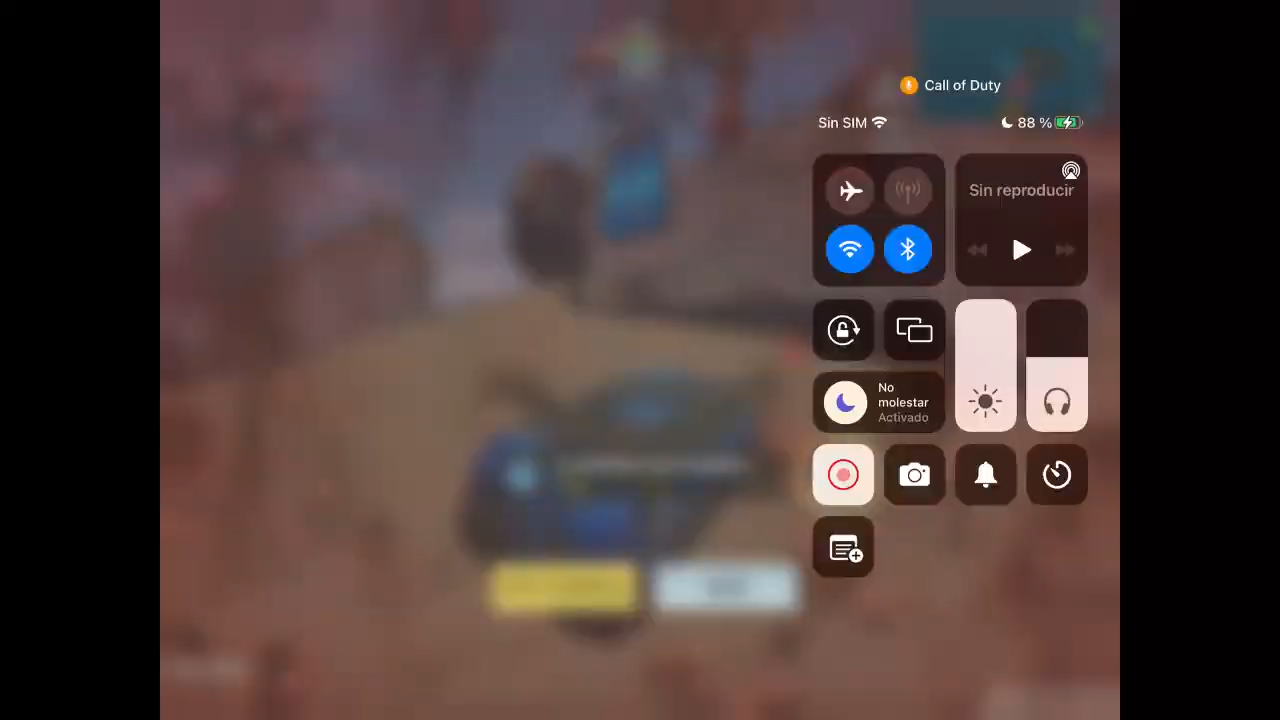 Call of Duty
Sin SIM
88 %
Sin reproducir
No
molestar
Activado